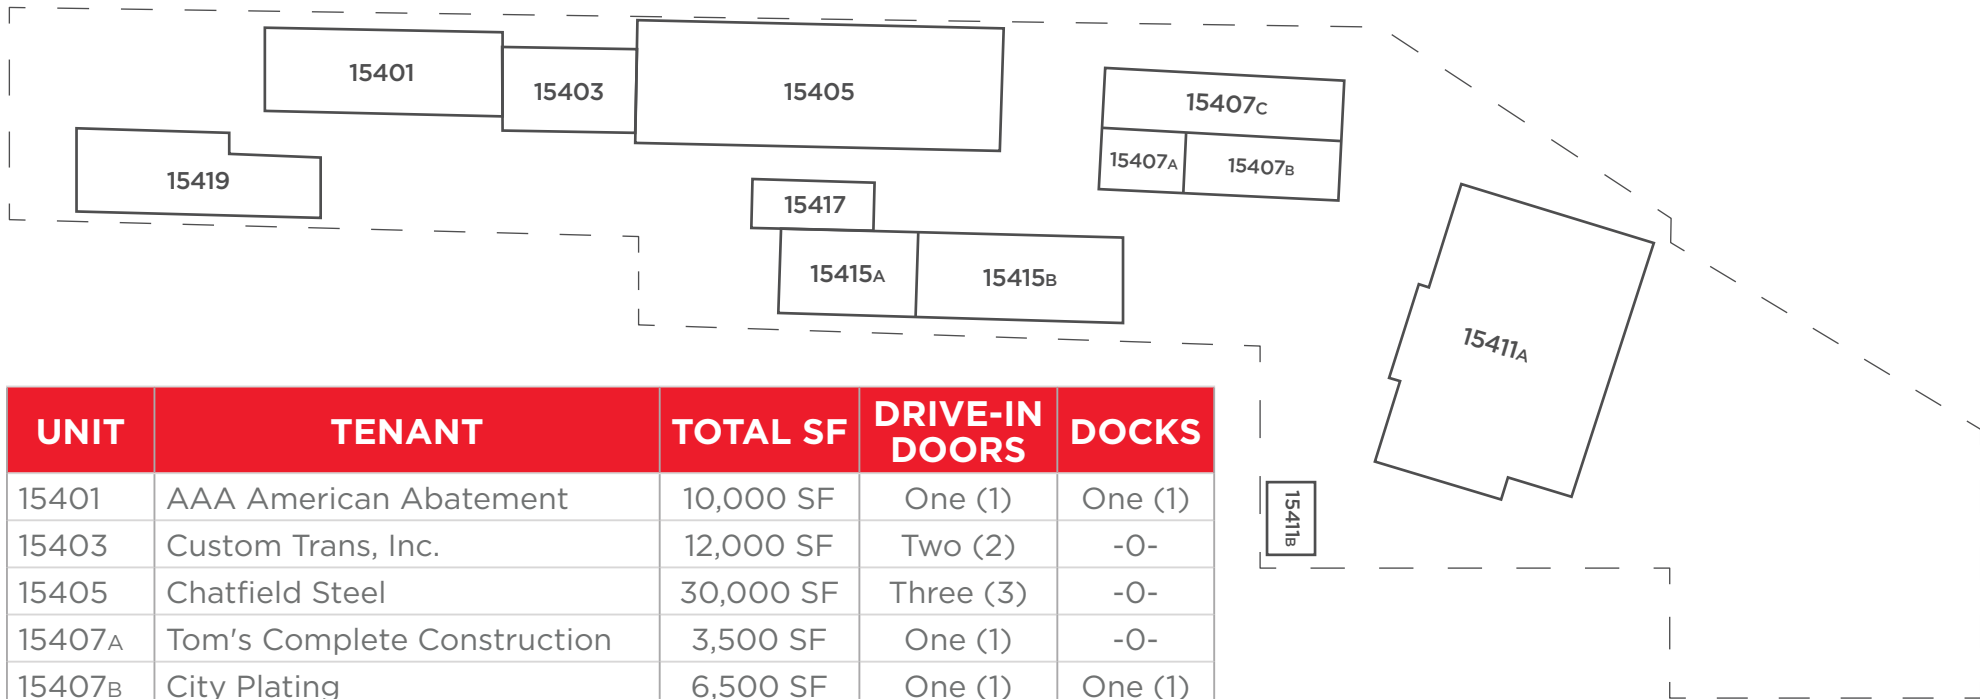 15401
15403
15405
15407C
15407A
15407B
15419
15417
15415A
15415B
15411A
15411B
UNIT TENANT TOTAL SF DRIVE-IN DOORS DOCKS
15401 AAA American Abatement 10,000 SF One (1) One (1)
15403 Custom Trans, Inc. 12,000 SF Two (2) -0-
15405 Chatfield Steel 30,000 SF Three (3) -0-
15407A Tom's Complete Construction 3,500 SF One (1) -0-
15407B City Plating 6,500 SF One (1) One (1)